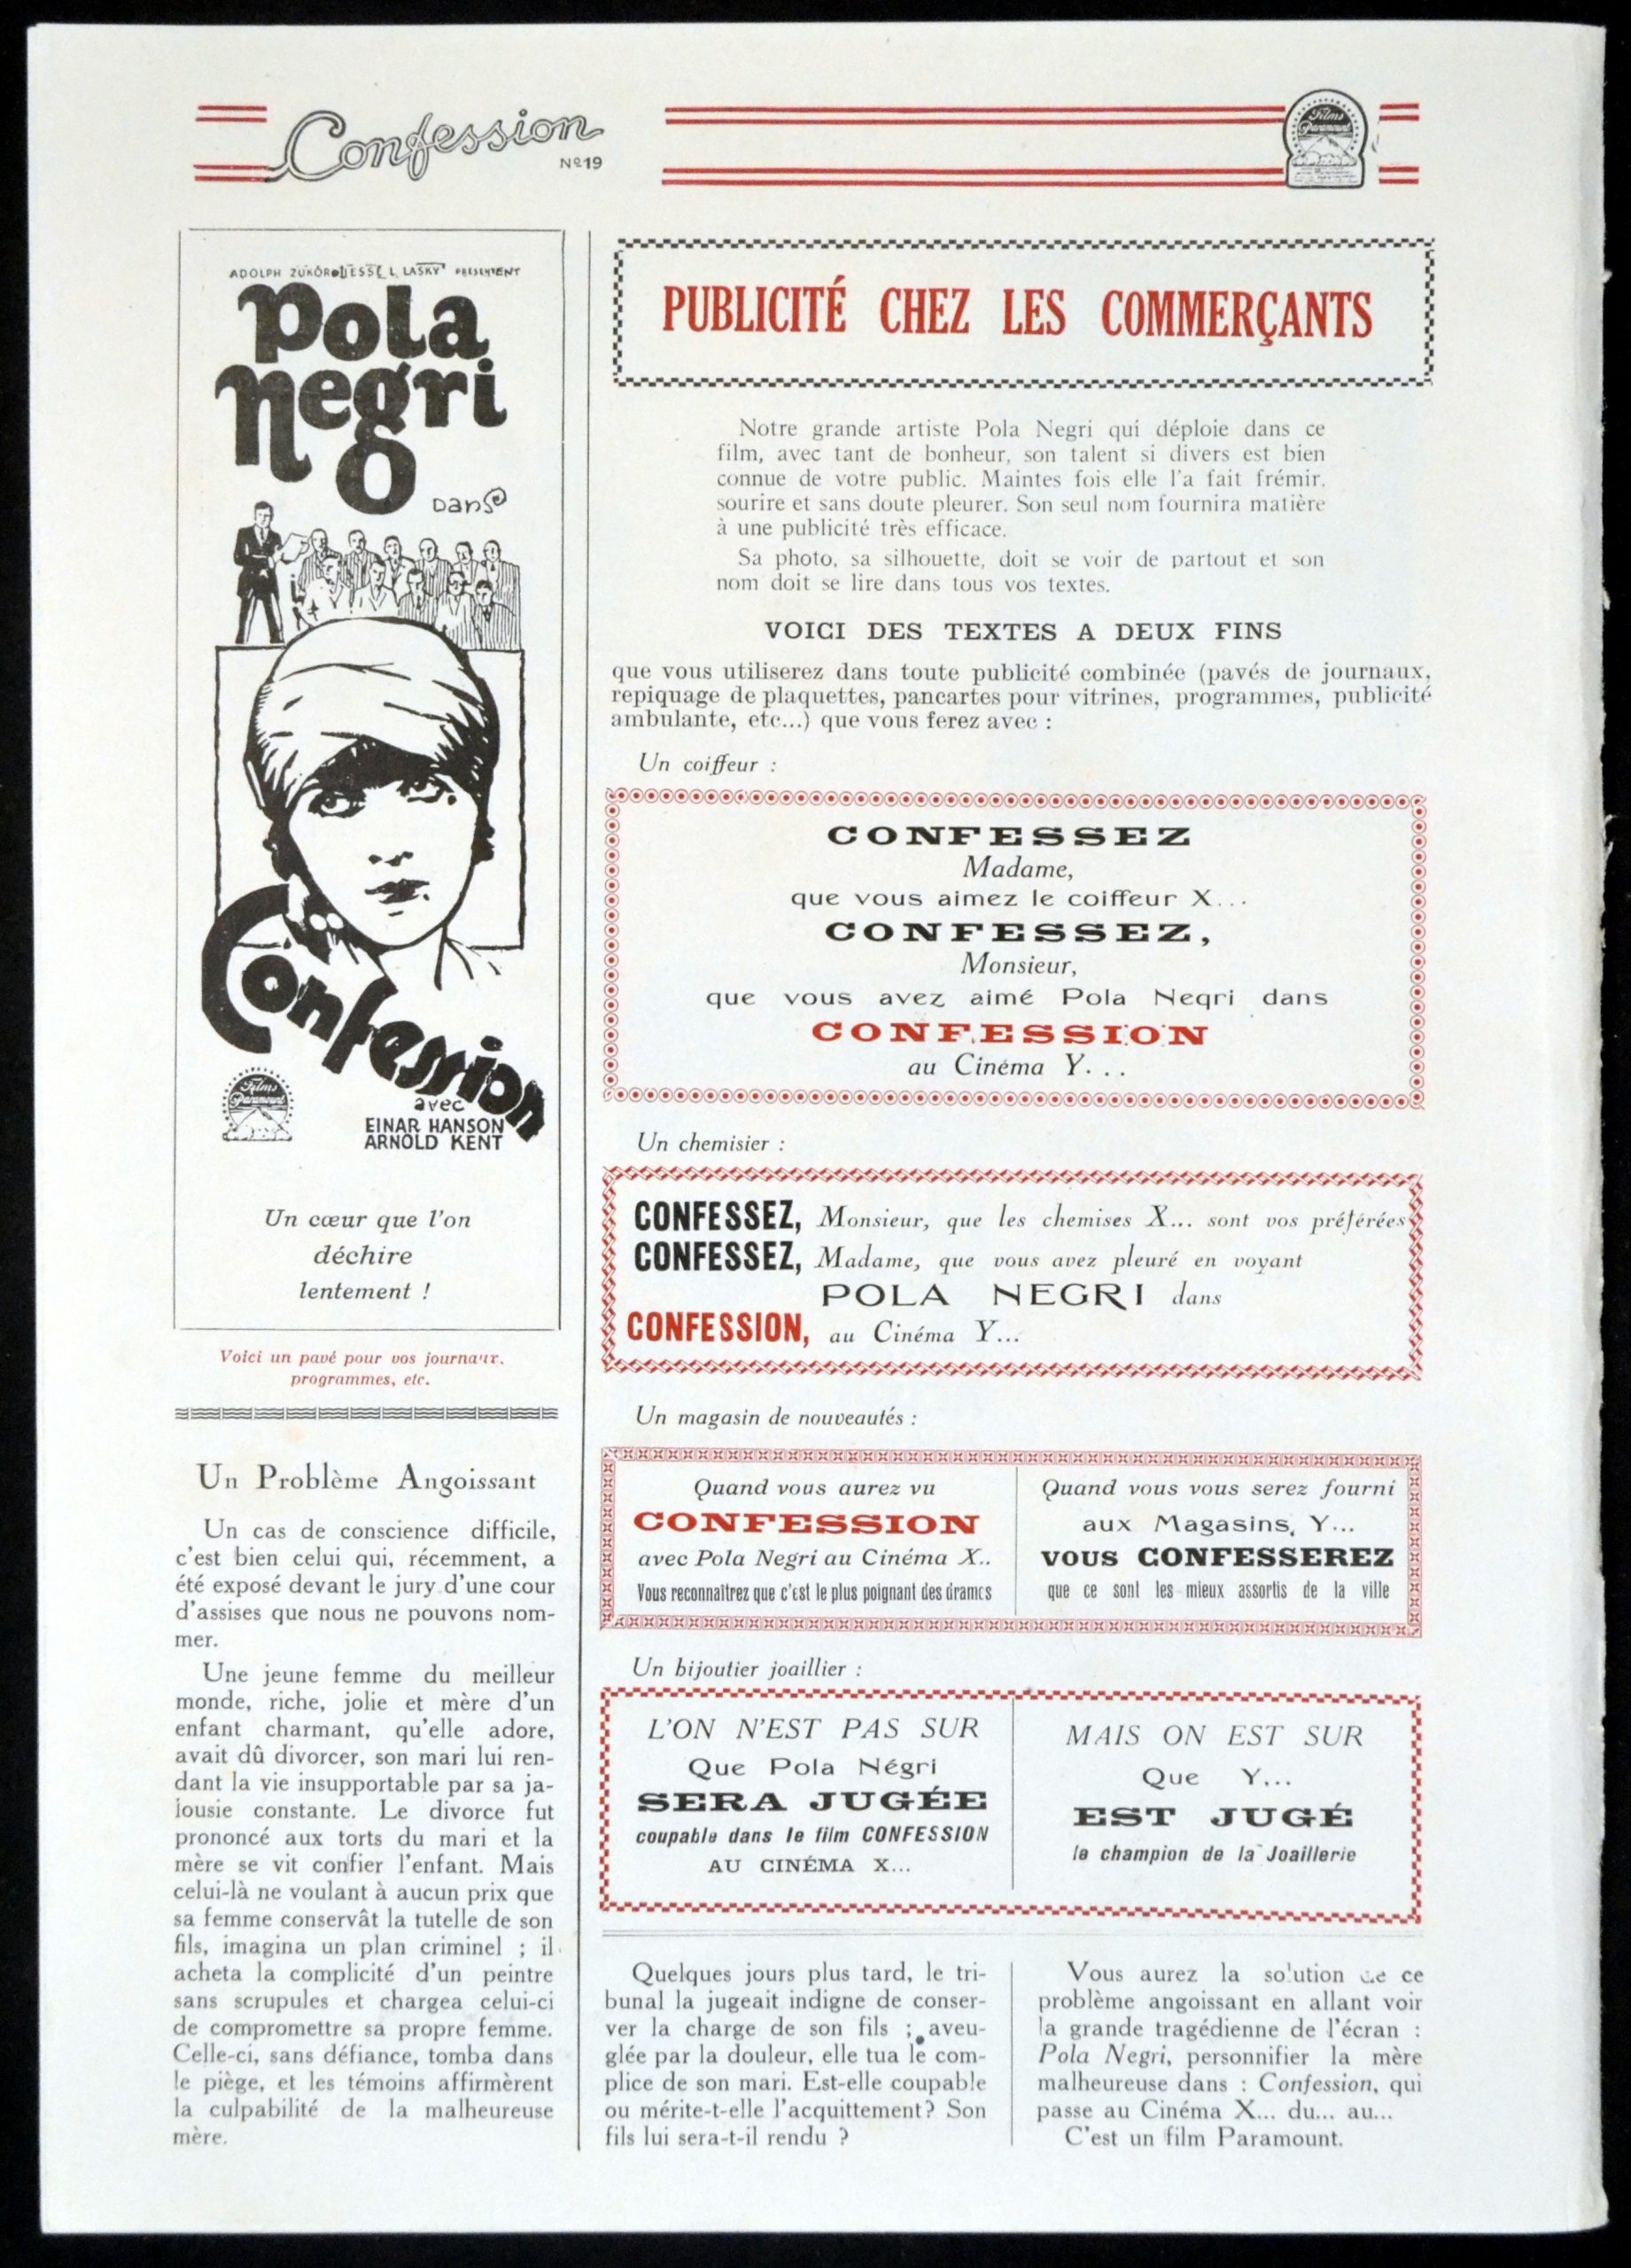 Confession
Nº19
Films
Paramount
ADOLPH ZUKOR & JESSE L. LASKY PRESENTENT
Pola
Negri
Dans
Confession
Films
Paramount
avec
EINAR HANSON
ARNOLD KENT
Un cœur que l'on
déchire
lentement !
Voici un pavé pour vos journaux,
programmes, etc.
Un Problème Angoissant
Un cas de conscience difficile,
c'est bien celui qui, récemment, a
été exposé devant le jury d'une cour
d'assises que nous ne pouvons nom-
mer.
Une jeune femme du meilleur
monde, riche, jolie et mère d'un
enfant charmant, qu'elle adore,
avait dû divorcer, son mari lui ren-
dant la vie insupportable par sa ja-
lousie constante. Le divorce fut
prononcé aux torts du mari et la
mère se vit confier l'enfant. Mais
celui-là ne voulant à aucun prix que
sa femme conservât la tutelle de son
fils, imagina un plan criminel ; il
acheta la complicité d'un peintre
sans scrupules et chargea celui-ci
de compromettre sa propre femme.
Celle-ci, sans défiance, tomba dans
le piège, et les témoins affirmèrent
la culpabilité de la malheureuse
mère.
PUBLICITÉ CHEZ LES COMMERÇANTS
Notre grande artiste Pola Negri qui déploie dans ce
film, avec tant de bonheur, son talent si divers est bien
connue de votre public. Maintes fois elle l'a fait frémir,
sourire et sans doute pleurer. Son seul nom fournira matière
à une publicité très efficace.
Sa photo, sa silhouette, doit se voir de partout et son
nom doit se lire dans tous vos textes.
VOICI DES TEXTES A DEUX FINS
que vous utiliserez dans toute publicité combinée (pavés de journaux,
repiquage de plaquettes, pancartes pour vitrines, programmes, publicité
ambulante, etc...) que vous ferez avec :
Un coiffeur :
CONFESSEZ
Madame,
que vous aimez le coiffeur X...
CONFESSEZ,
Monsieur,
que vous avez aimé Pola Negri dans
CONFESSION
au Cinéma Y...
Un chemisier :
CONFESSEZ, Monsieur, que les chemises X... sont vos préférées
CONFESSEZ, Madame, que vous avez pleuré en voyant
POLA NEGRI dans
CONFESSION, au Cinéma Y...
Un magasin de nouveautés :
Quand vous aurez vu
CONFESSION
avec Pola Negri au Cinéma X..
Vous reconnaîtrez que c'est le plus poignant des drames
Quand vous vous serez fourni
aux Magasins, Y...
VOUS CONFESSEREZ
que ce sont les mieux assortis de la ville
Un bijoutier joaillier :
L'ON N'EST PAS SUR
Que Pola Négri
SERA JUGÉE
coupable dans le film CONFESSION
AU CINÉMA X...
MAIS ON EST SUR
Que Y...
EST JUGÉ
le champion de la Joaillerie
Quelques jours plus tard, le tri-
bunal la jugeait indigne de conser-
ver la charge de son fils ; aveu-
glée par la douleur, elle tua le com-
plice de son mari. Est-elle coupable
ou mérite-t-elle l'acquittement? Son
fils lui sera-t-il rendu ?
Vous aurez la solution de ce
problème angoissant en allant voir
la grande tragédienne de l'écran :
Pola Negri, personnifier la mère
malheureuse dans : Confession, qui
passe au Cinéma X... du... au...
C'est un film Paramount.